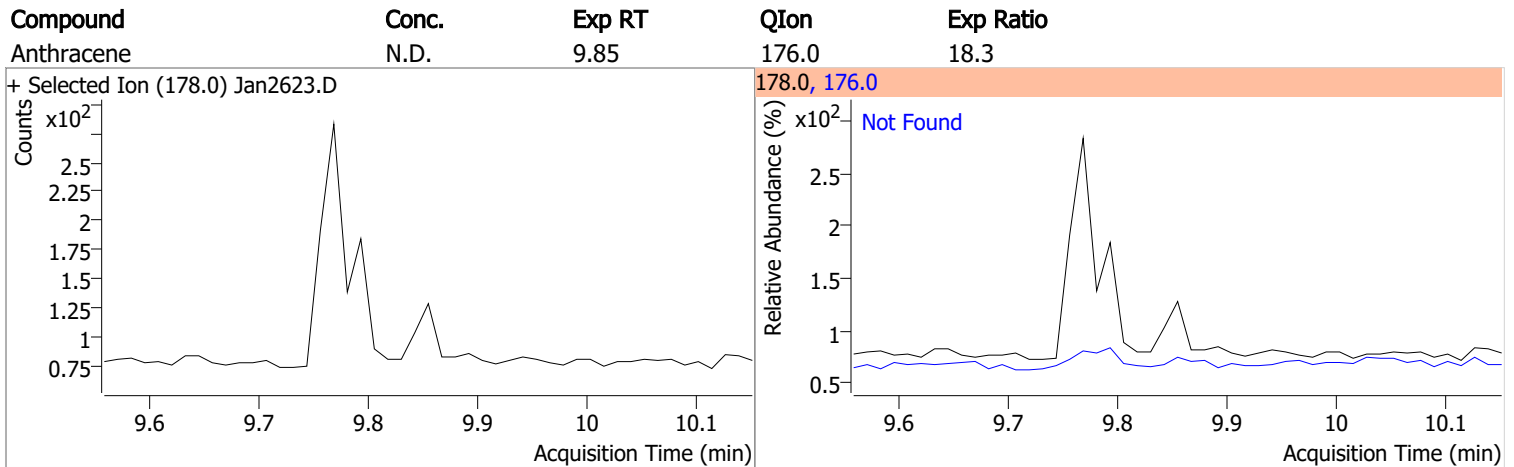 Compound Conc. Exp RT QIon Exp Ratio
Anthracene N.D. 9.85 176.0 18.3
+ Selected Ion (178.0) Jan2623.D
Counts
x10²
2.5
2.25
2
1.75
1.5
1.25
1
0.75
9.6 9.7 9.8 9.9 10 10.1
Acquisition Time (min)
178.0, 176.0
Relative Abundance (%)
x10²
Not Found
2.5
2
1.5
1
0.5
9.6 9.7 9.8 9.9 10 10.1
Acquisition Time (min)